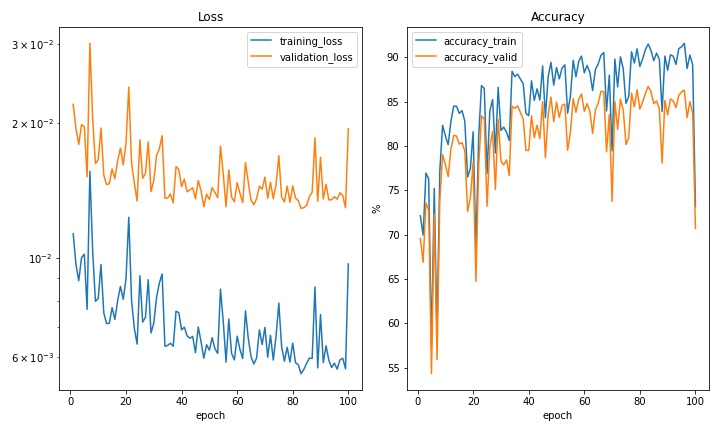 Loss
training_loss
validation_loss
3 × 10⁻²
2 × 10⁻²
10⁻²
6 × 10⁻³
0 20 40 60 80 100
epoch
Accuracy
accuracy_train
accuracy_valid
%
90
85
80
75
70
65
60
55
0 20 40 60 80 100
epoch